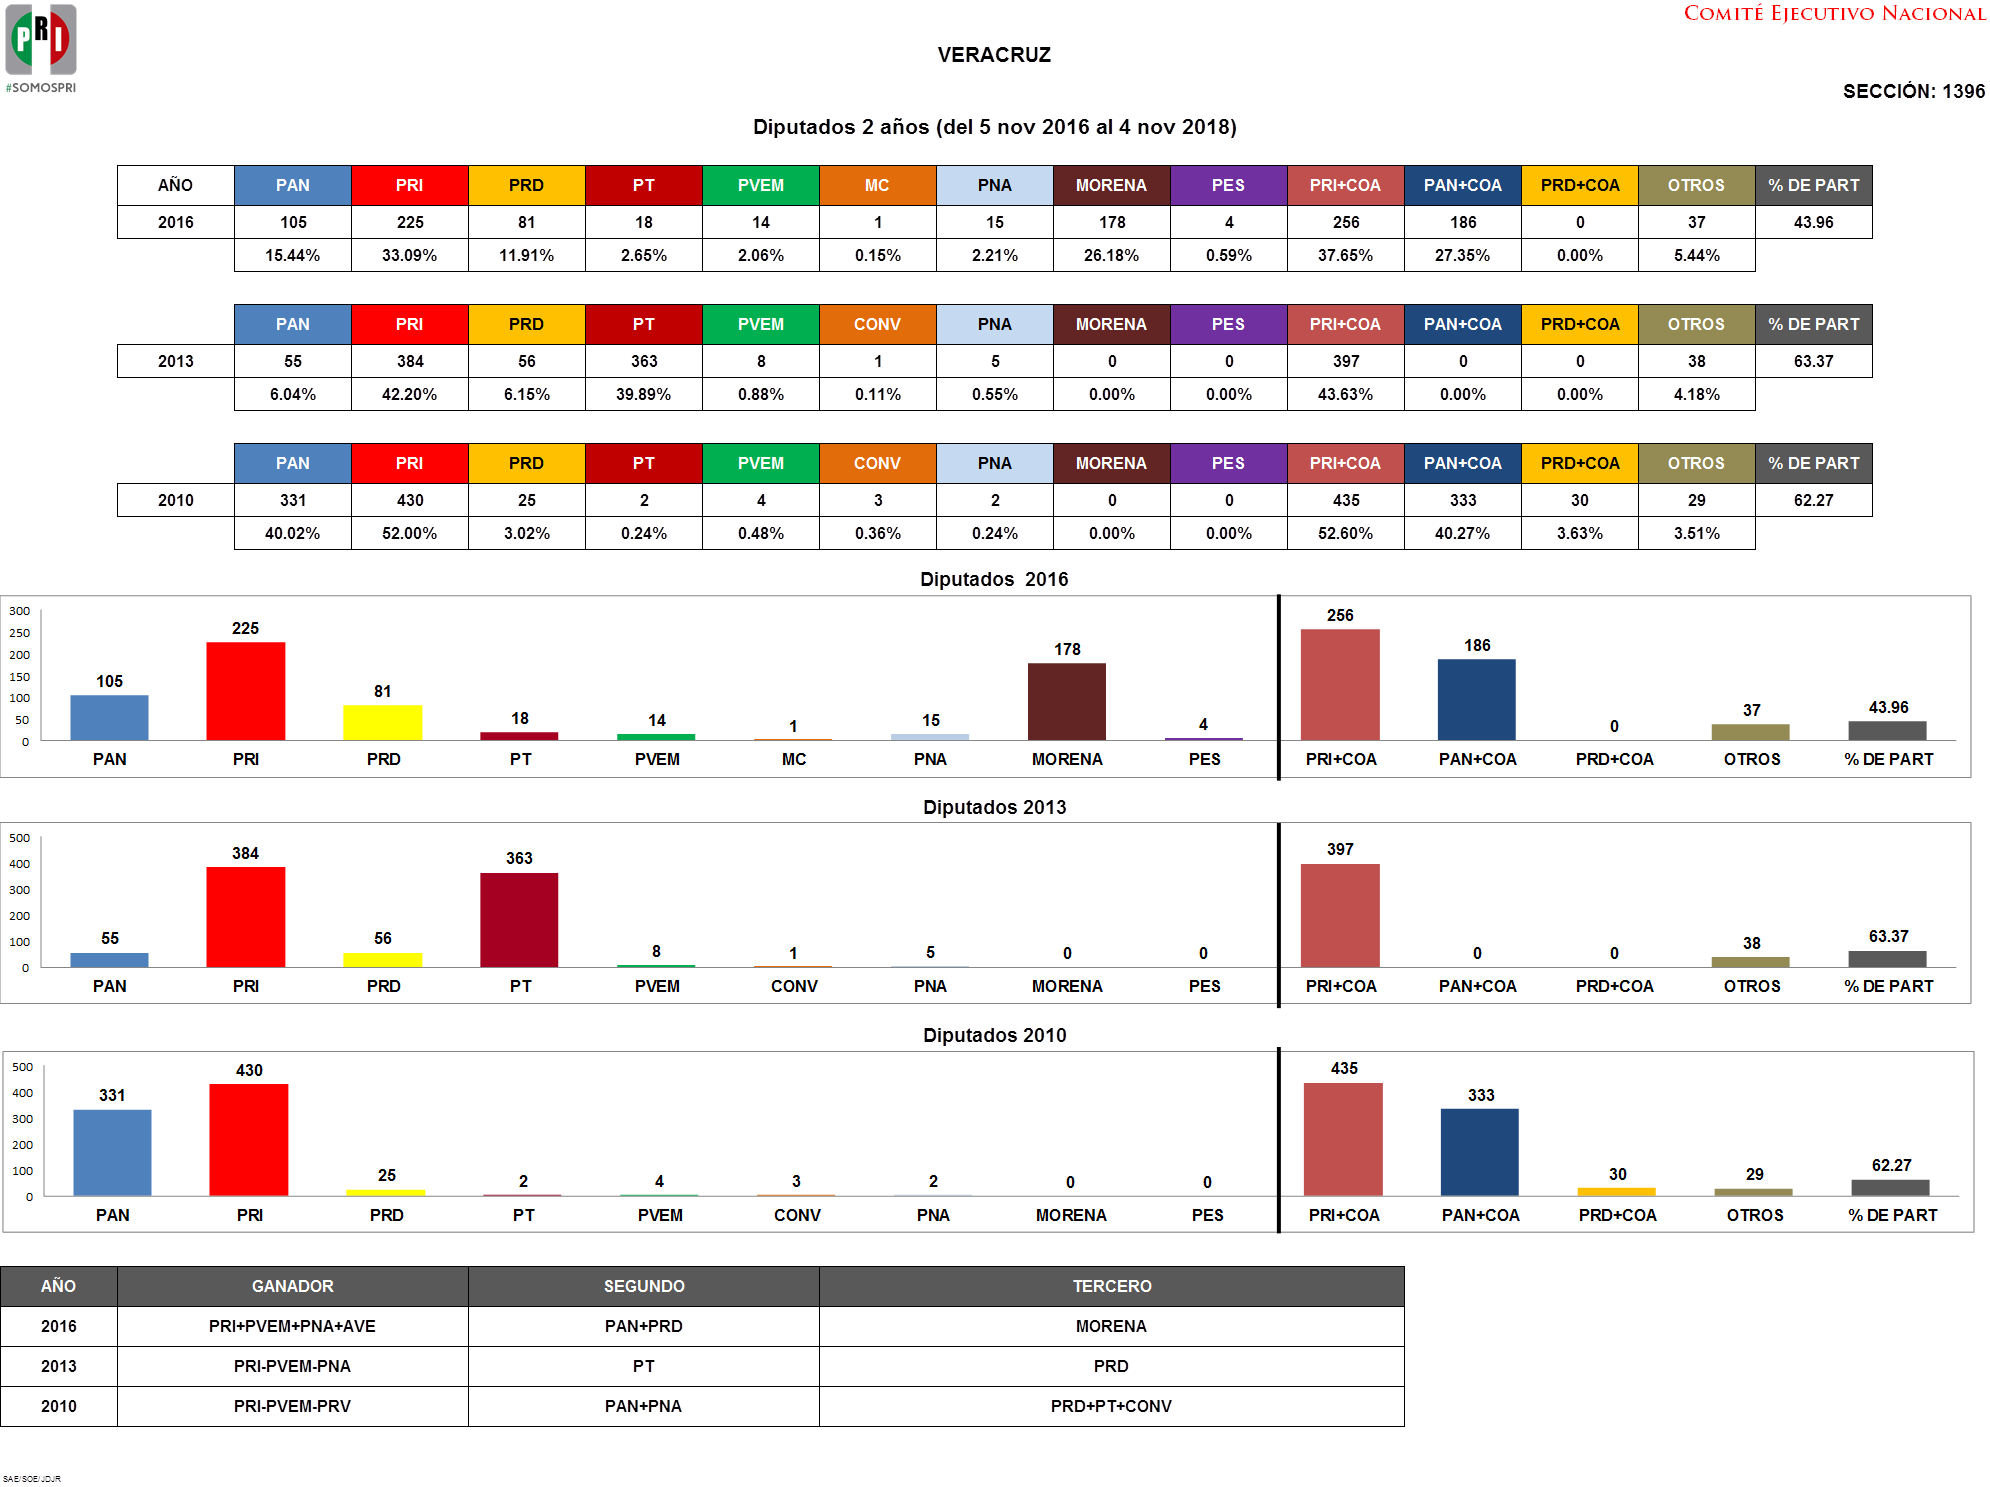 PRI
#SOMOSPRI
COMITÉ EJECUTIVO NACIONAL
VERACRUZ
SECCIÓN: 1396
Diputados 2 años (del 5 nov 2016 al 4 nov 2018)
AÑO PAN PRI PRD PT PVEM MC PNA MORENA PES PRI+COA PAN+COA PRD+COA OTROS % DE PART
2016 105 225 81 18 14 1 15 178 4 256 186 0 37 43.96
15.44% 33.09% 11.91% 2.65% 2.06% 0.15% 2.21% 26.18% 0.59% 37.65% 27.35% 0.00% 5.44%
PAN PRI PRD PT PVEM CONV PNA MORENA PES PRI+COA PAN+COA PRD+COA OTROS % DE PART
2013 55 384 56 363 8 1 5 0 0 397 0 0 38 63.37
6.04% 42.20% 6.15% 39.89% 0.88% 0.11% 0.55% 0.00% 0.00% 43.63% 0.00% 0.00% 4.18%
PAN PRI PRD PT PVEM CONV PNA MORENA PES PRI+COA PAN+COA PRD+COA OTROS % DE PART
2010 331 430 25 2 4 3 2 0 0 435 333 30 29 62.27
40.02% 52.00% 3.02% 0.24% 0.48% 0.36% 0.24% 0.00% 0.00% 52.60% 40.27% 3.63% 3.51%
Diputados 2016
300
250
200
150
100
50
0
105 225 81 18 14 1 15 178 4 256 186 0 37 43.96
PAN PRI PRD PT PVEM MC PNA MORENA PES PRI+COA PAN+COA PRD+COA OTROS % DE PART
Diputados 2013
500
400
300
200
100
0
55 384 56 363 8 1 5 0 0 397 0 0 38 63.37
PAN PRI PRD PT PVEM CONV PNA MORENA PES PRI+COA PAN+COA PRD+COA OTROS % DE PART
Diputados 2010
500
400
300
200
100
0
331 430 25 2 4 3 2 0 0 435 333 30 29 62.27
PAN PRI PRD PT PVEM CONV PNA MORENA PES PRI+COA PAN+COA PRD+COA OTROS % DE PART
AÑO GANADOR SEGUNDO TERCERO
2016 PRI+PVEM+PNA+AVE PAN+PRD MORENA
2013 PRI-PVEM-PNA PT PRD
2010 PRI-PVEM-PRV PAN+PNA PRD+PT+CONV
SAE/SOE/JDJR